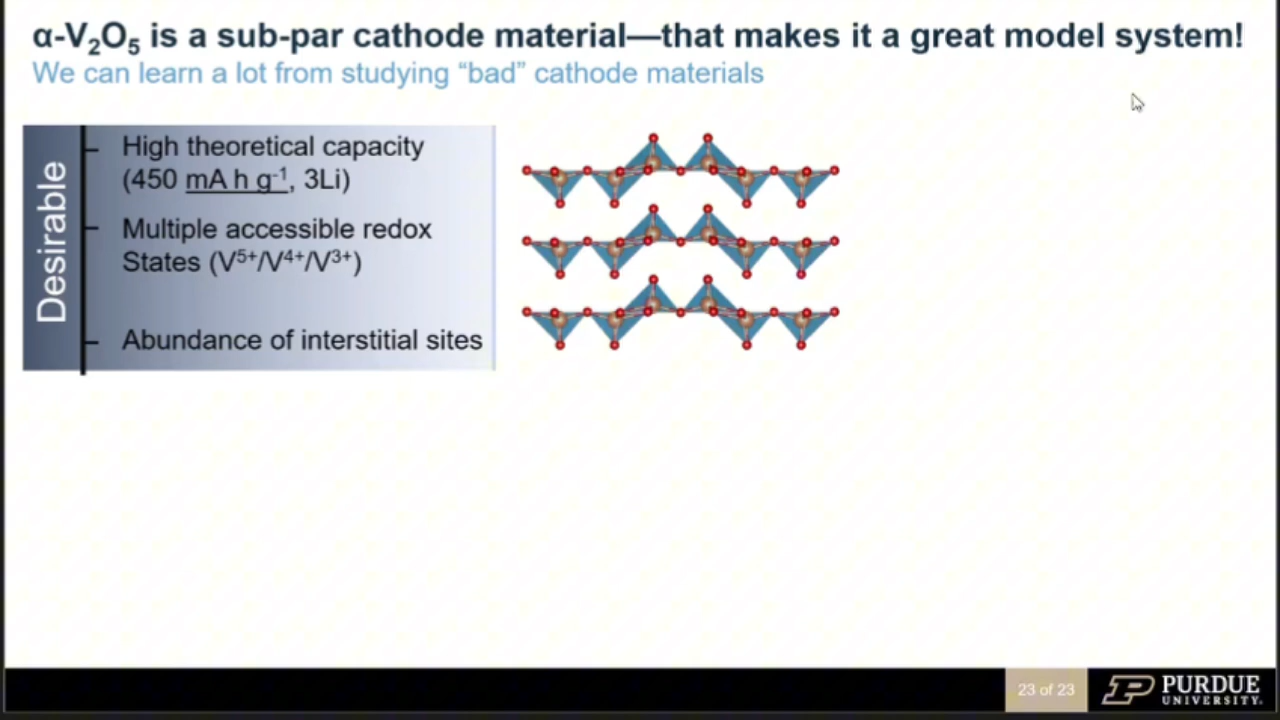 α-V₂O₅ is a sub-par cathode material—that makes it a great model system!
We can learn a lot from studying “bad” cathode materials
Desirable
High theoretical capacity
(450 mA h g⁻¹, 3Li)
Multiple accessible redox
States (V⁵⁺/V⁴⁺/V³⁺)
Abundance of interstitial sites
23 of 23
PURDUE
UNIVERSITY.